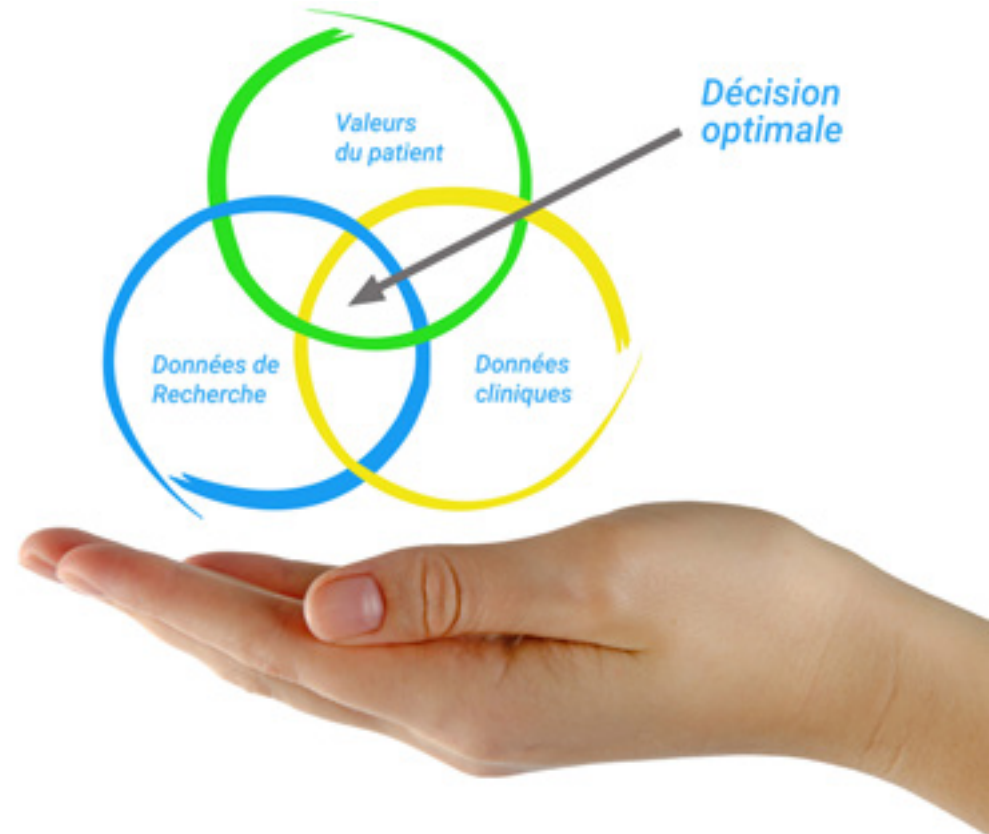 Valeurs
du patient
Décision
optimale
Données de
Recherche
Données
cliniques